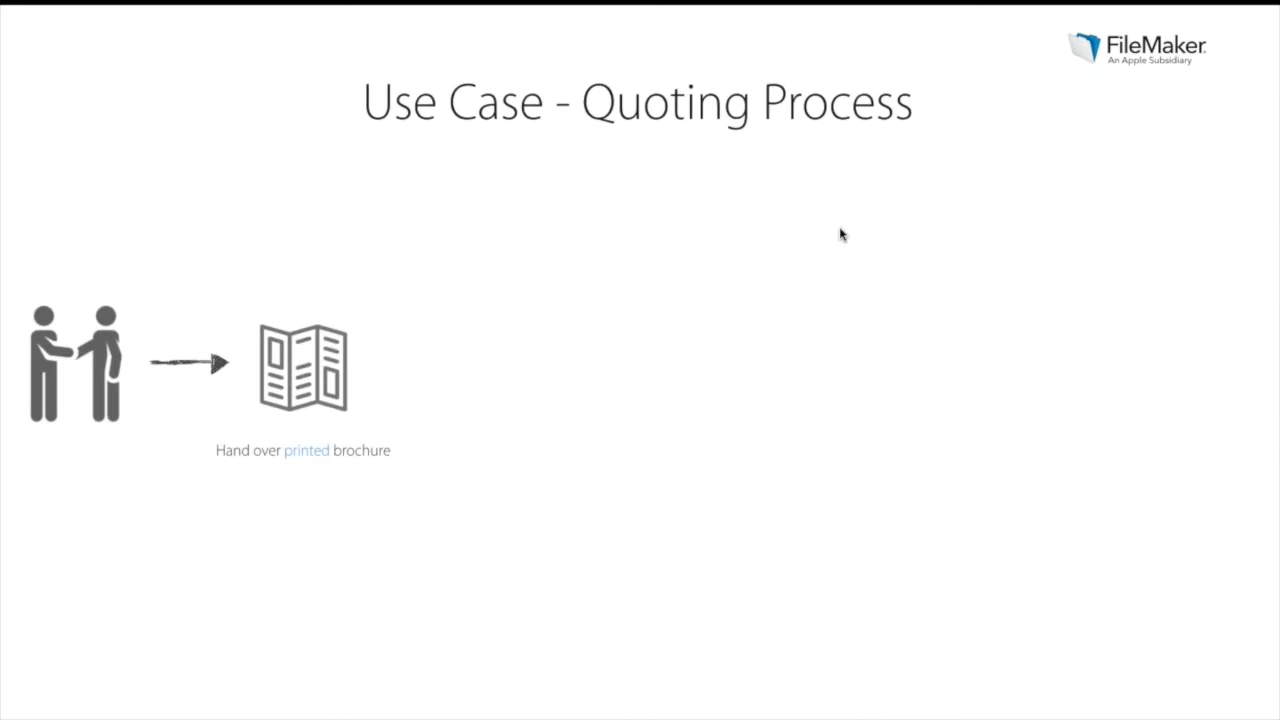 FileMaker
An Apple Subsidiary
Use Case - Quoting Process
Hand over printed brochure